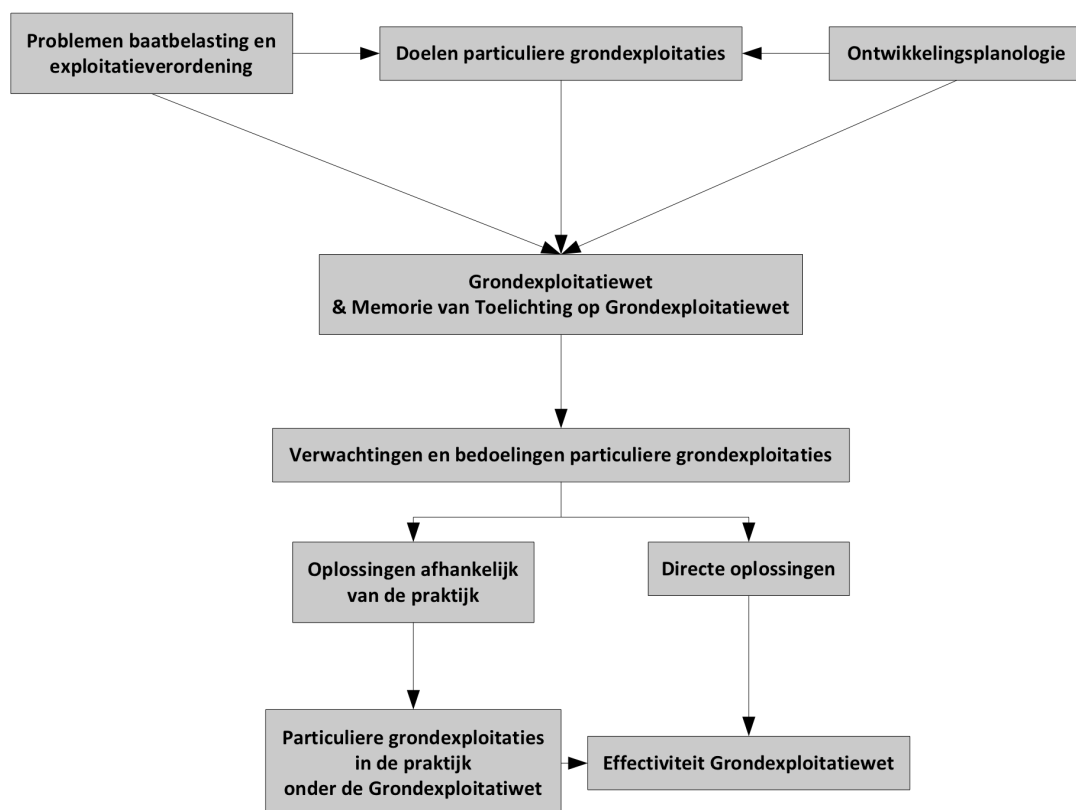 Problemen baatbelasting en
exploitatieverordening
Doelen particuliere grondexploitaties
Ontwikkelingsplanologie
Grondexploitatiewet
& Memorie van Toelichting op Grondexploitatiewet
Verwachtingen en bedoelingen particuliere grondexploitaties
Oplossingen afhankelijk
van de praktijk
Directe oplossingen
Particuliere grondexploitaties
in de praktijk
onder de Grondexploitatiwet
Effectiviteit Grondexploitatiewet